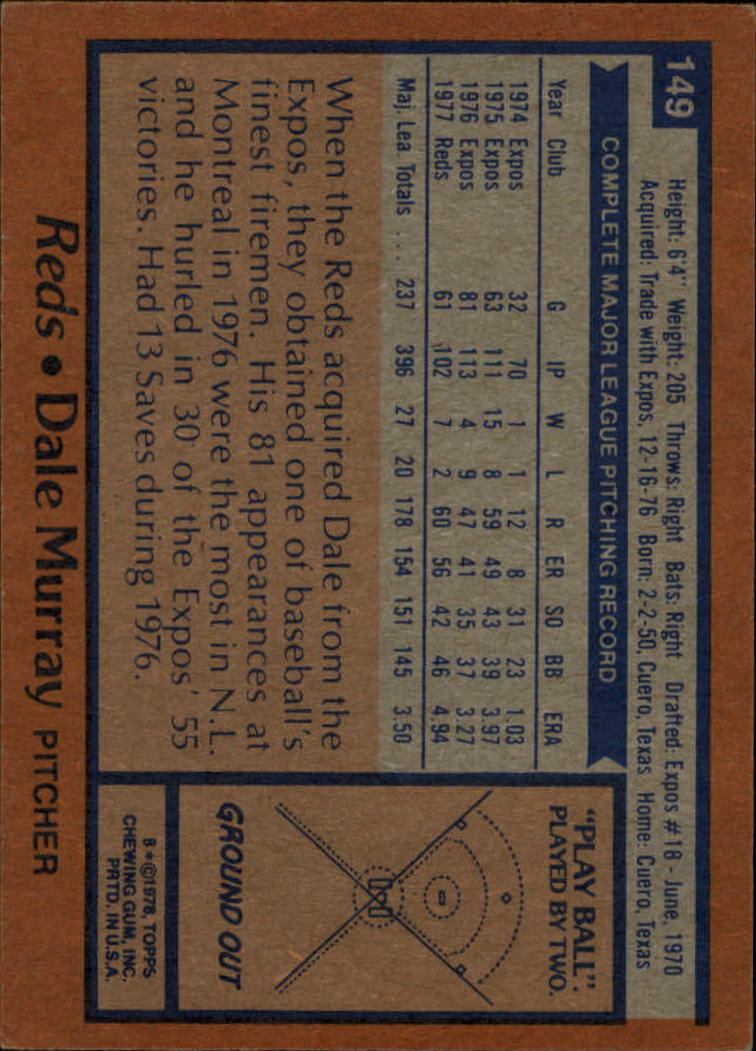 149
Height: 6'4" Weight: 205 Throws: Right Bats: Right Drafted: Expos #18 - June, 1970
Acquired: Trade with Expos, 12-16-76 Born: 2-2-50, Cuero, Texas Home: Cuero, Texas
COMPLETE MAJOR LEAGUE PITCHING RECORD
Year Club G IP W L R ER SO BB ERA
1974 Expos 32 70 1 1 12 8 31 23 1.03
1975 Expos 63 111 15 8 59 49 43 39 3.97
1976 Expos 81 113 4 9 47 41 35 37 3.27
1977 Reds 61 102 7 2 60 56 42 46 4.94
Maj. Lea. Totals ... 237 396 27 20 178 154 151 145 3.50
When the Reds acquired Dale from the
Expos, they obtained one of baseball's
finest firemen. His 81 appearances at
Montreal in 1976 were the most in N.L.
and he hurled in 30 of the Expos' 55
victories. Had 13 Saves during 1976.
"PLAY BALL".
PLAYED BY TWO.
GROUND OUT
B*©1978, TOPPS
CHEWING GUM, INC.
PRTD. IN U.S.A.
Reds • Dale Murray PITCHER